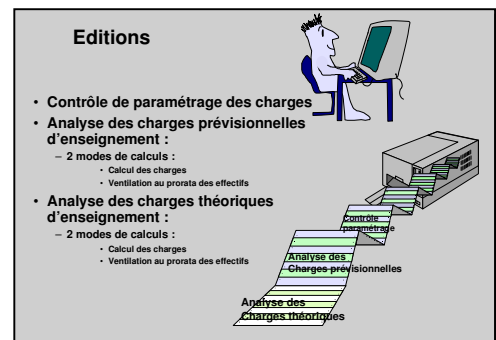 Editions
• Contrôle de paramétrage des charges
• Analyse des charges prévisionnelles
d'enseignement :
– 2 modes de calculs :
• Calcul des charges
• Ventilation au prorata des effectifs
• Analyse des charges théoriques
d'enseignement :
– 2 modes de calculs :
• Calcul des charges
• Ventilation au prorata des effectifs
Contrôle
paramétrage
Analyse des
Charges prévisionnelles
Analyse des
Charges théoriques